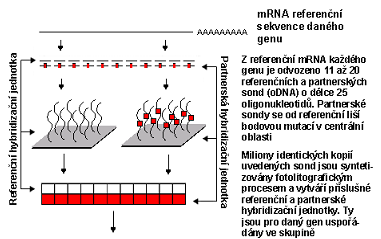 mRNA referenční
sekvence daného
genu
AAAAAAAAA
Referenční hybridizační jednotka
Partnerská hybridizační jednotka
Z referenční mRNA každého
genu je odvozeno 11 až 20
referenčních a partnerských
sond (oDNA) o délce 25
oligonukleotidů. Partnerské
sondy se od referenční liší
bodovou mutací v centrální
oblasti
Miliony identických kopií
uvedených sond jsou synteti-
zovány fotolitografickým
procesem a vytváří příslušné
referenční a partnerské
hybridizační jednotky. Ty
jsou pro daný gen uspořá-
dány ve skupině